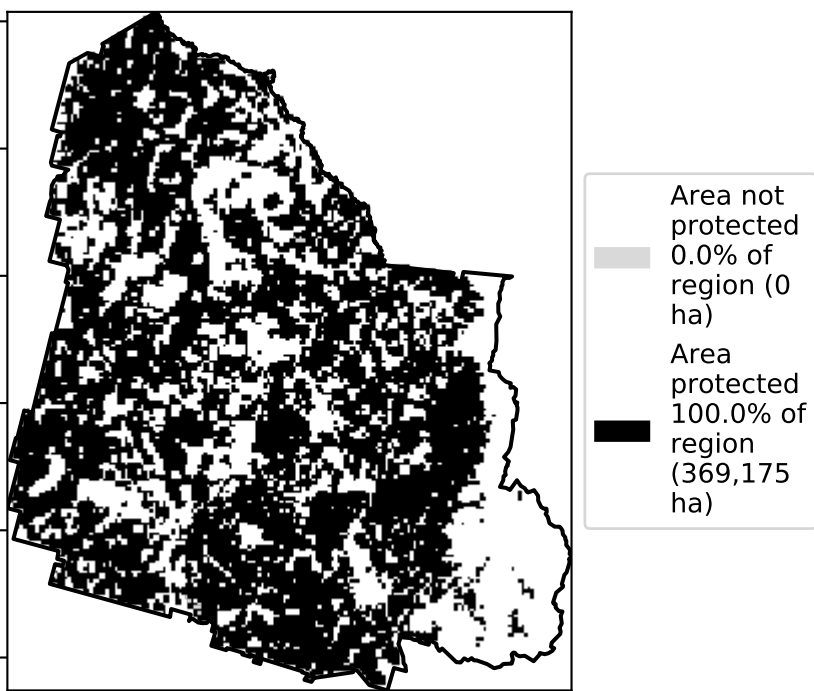 Area not
protected
0.0% of
region (0
ha)
Area
protected
100.0% of
region
(369,175
ha)